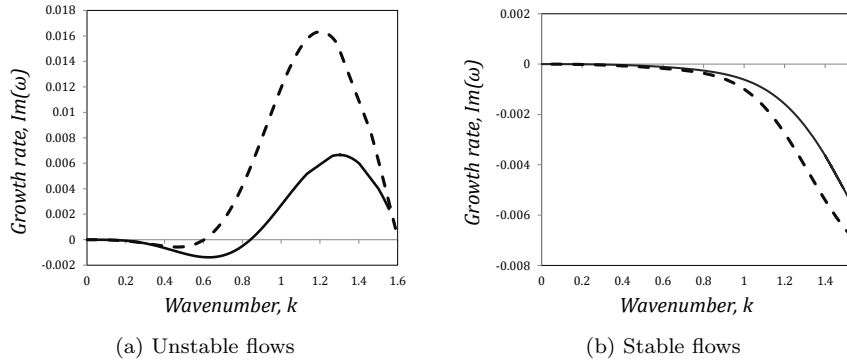 0.018
0.016
0.014
0.012
0.01
0.008
0.006
0.004
0.002
0
-0.002
Growth rate, Im(ω)
0 0.2 0.4 0.6 0.8 1 1.2 1.4 1.6
Wavenumber, k
(a) Unstable flows
0.002
0
-0.002
-0.004
-0.006
-0.008
Growth rate, Im(ω)
0.0 0.2 0.4 0.6 0.8 1.0 1.2 1.4
Wavenumber, k
(b) Stable flows